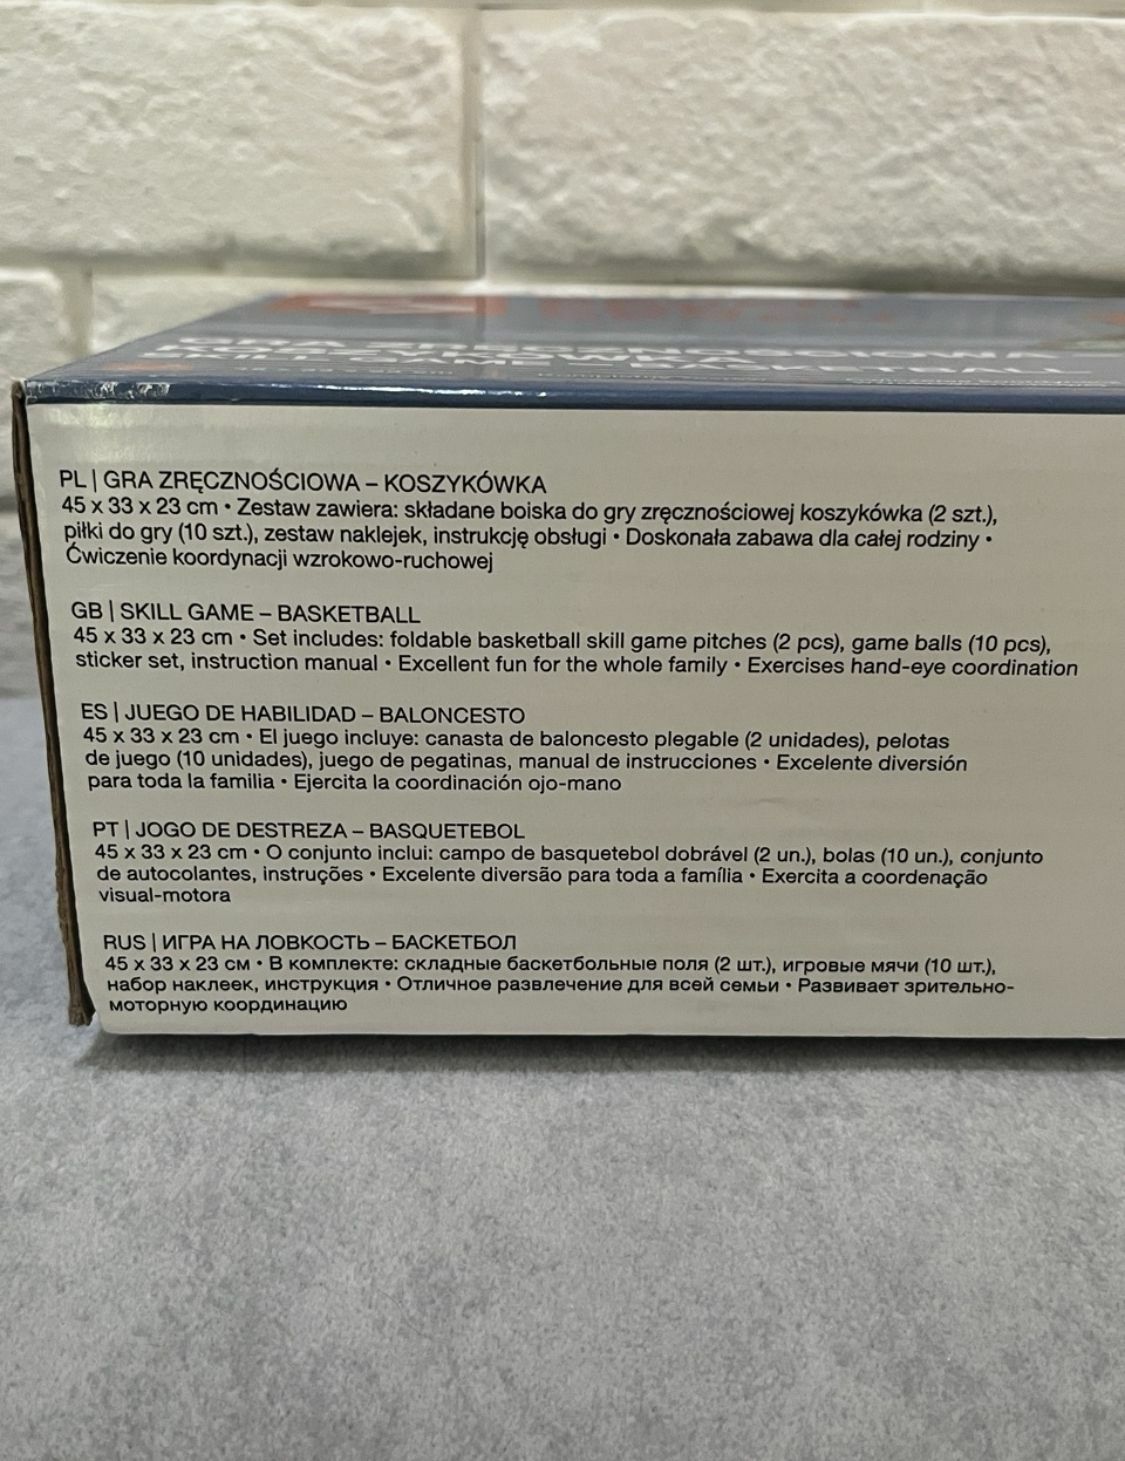 GRA ZRĘCZNOŚCIOWA
KOSZYKÓWKA
SKILL GAME – BASKETBALL
PL | GRA ZRĘCZNOŚCIOWA – KOSZYKÓWKA
45 x 33 x 23 cm • Zestaw zawiera: składane boiska do gry zręcznościowej koszykówka (2 szt.),
piłki do gry (10 szt.), zestaw naklejek, instrukcję obsługi • Doskonała zabawa dla całej rodziny •
Ćwiczenie koordynacji wzrokowo-ruchowej
GB | SKILL GAME – BASKETBALL
45 x 33 x 23 cm • Set includes: foldable basketball skill game pitches (2 pcs), game balls (10 pcs),
sticker set, instruction manual • Excellent fun for the whole family • Exercises hand-eye coordination
ES | JUEGO DE HABILIDAD – BALONCESTO
45 x 33 x 23 cm • El juego incluye: canasta de baloncesto plegable (2 unidades), pelotas
de juego (10 unidades), juego de pegatinas, manual de instrucciones • Excelente diversión
para toda la familia • Ejercita la coordinación ojo-mano
PT | JOGO DE DESTREZA – BASQUETEBOL
45 x 33 x 23 cm • O conjunto inclui: campo de basquetebol dobrável (2 un.), bolas (10 un.), conjunto
de autocolantes, instruções • Excelente diversão para toda a família • Exercita a coordenação
visual-motora
RUS | ИГРА НА ЛОВКОСТЬ – БАСКЕТБОЛ
45 x 33 x 23 см • В комплекте: складные баскетбольные поля (2 шт.), игровые мячи (10 шт.),
набор наклеек, инструкция • Отличное развлечение для всей семьи • Развивает зрительно-
моторную координацию